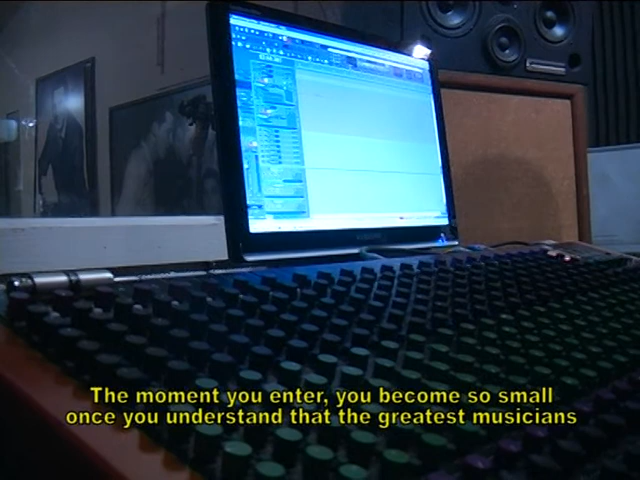 The moment you enter, you become so small
once you understand that the greatest musicians